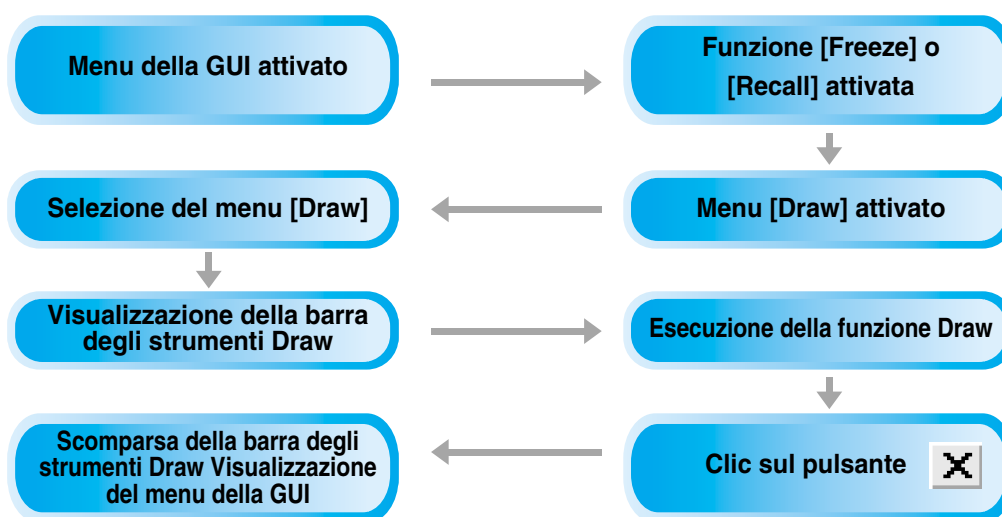 Menu della GUI attivato
Funzione [Freeze] o
[Recall] attivata
Menu [Draw] attivato
Selezione del menu [Draw]
Visualizzazione della barra
degli strumenti Draw
Esecuzione della funzione Draw
Clic sul pulsante
Scomparsa della barra degli
strumenti Draw Visualizzazione
del menu della GUI